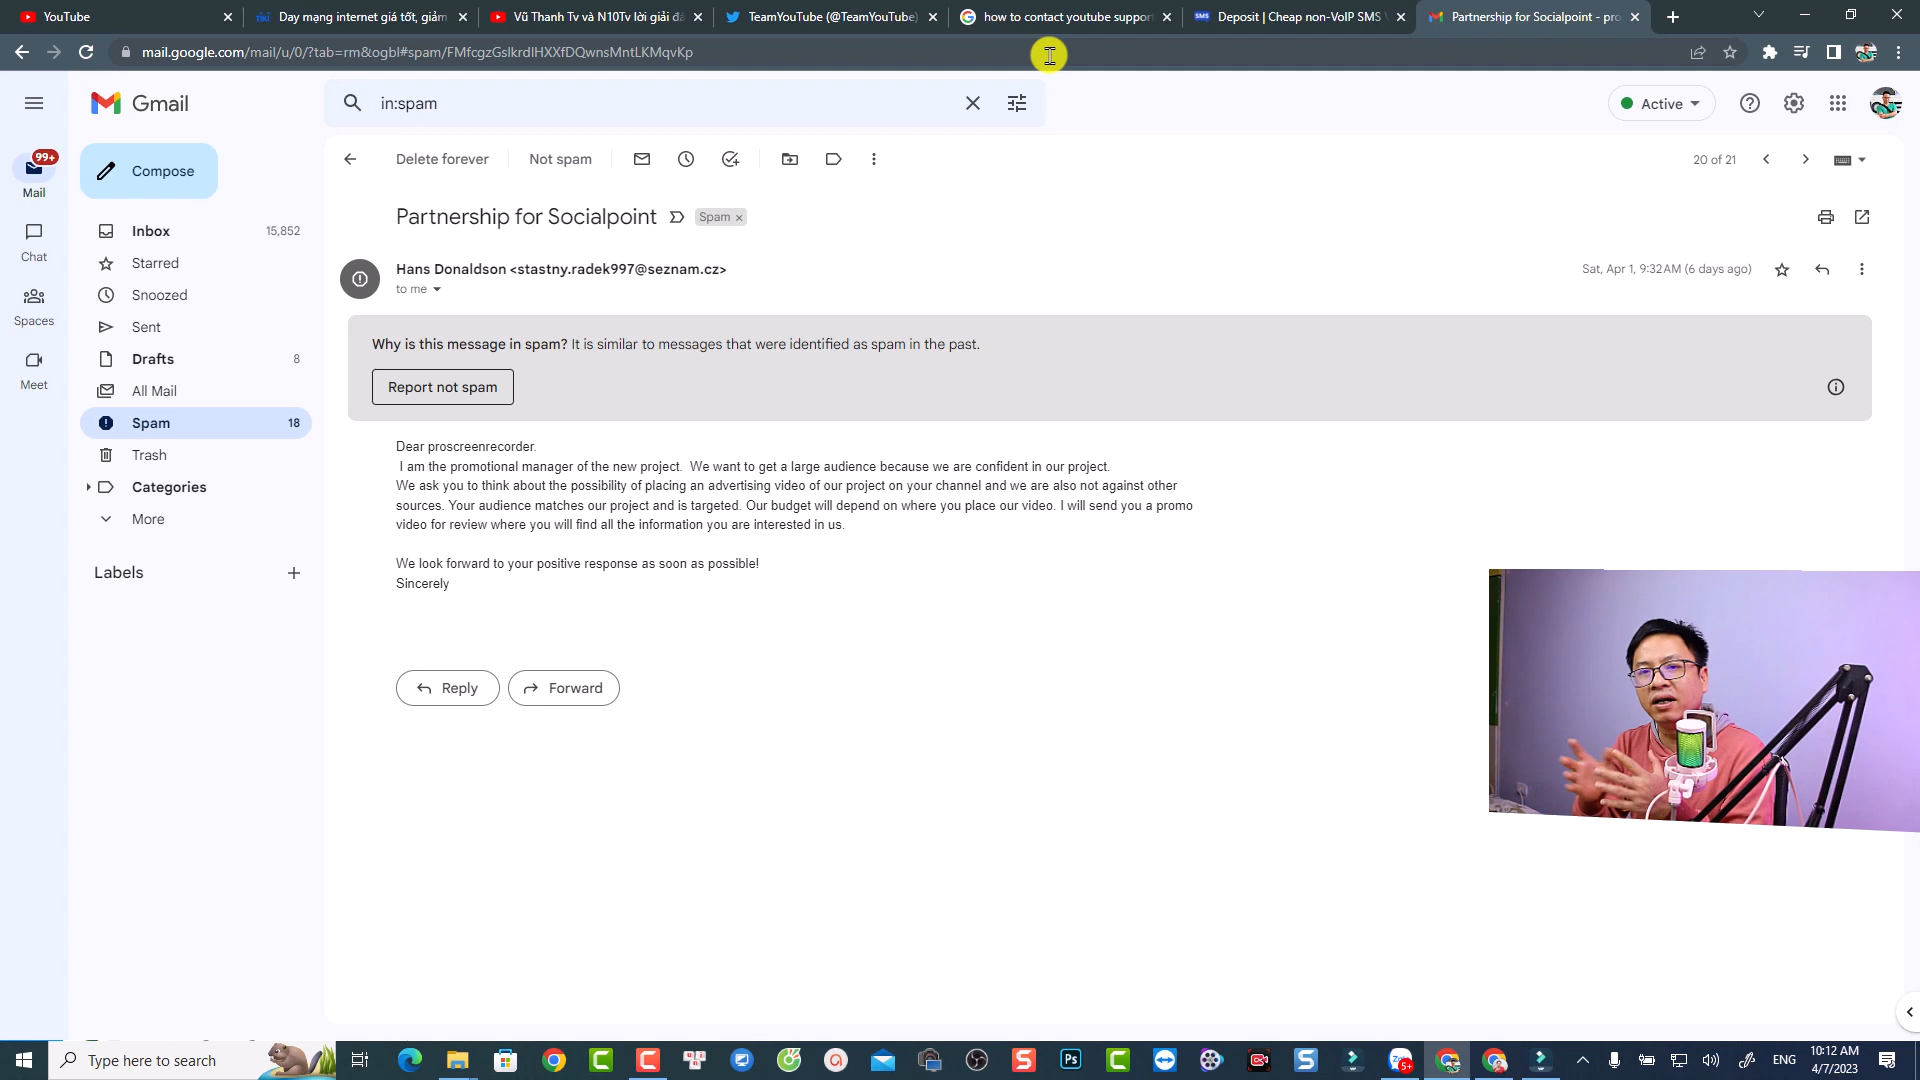 YouTube
Day mạng internet giá tốt, giảm
Vũ Thanh Tv và N10Tv lời giải đá
TeamYouTube (@TeamYouTube)
how to contact youtube suppor
Deposit | Cheap non-VoIP SMS
Partnership for Socialpoint - pro
mail.google.com/mail/u/0/?tab=rm&ogbl#spam/FMfcgzGslkrdlHXXfDQwnsMntLKMqvKp
Gmail
in:spam
Active
99+
Mail
Chat
Spaces
Meet
Compose
Inbox 15,852
Starred
Snoozed
Sent
Drafts 8
All Mail
Spam 18
Trash
Categories
More
Labels
Delete forever
Not spam
20 of 21
Partnership for Socialpoint
Spam
Hans Donaldson <stastny.radek997@seznam.cz>
Sat, Apr 1, 9:32 AM (6 days ago)
to me
Why is this message in spam? It is similar to messages that were identified as spam in the past.
Report not spam
Dear proscreenrecorder.
I am the promotional manager of the new project. We want to get a large audience because we are confident in our project.
We ask you to think about the possibility of placing an advertising video of our project on your channel and we are also not against other
sources. Your audience matches our project and is targeted. Our budget will depend on where you place our video. I will send you a promo
video for review where you will find all the information you are interested in us.
We look forward to your positive response as soon as possible!
Sincerely
Reply
Forward
Type here to search
Ps
5+
ENG
10:12 AM
4/7/2023